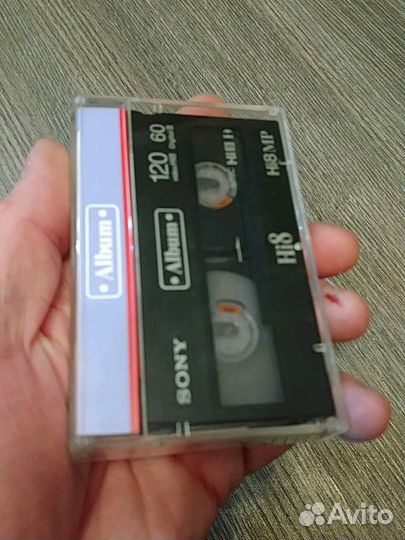 •Album•
120 60
SONY
•Album•
Hi8
Hi8 MP
Avito